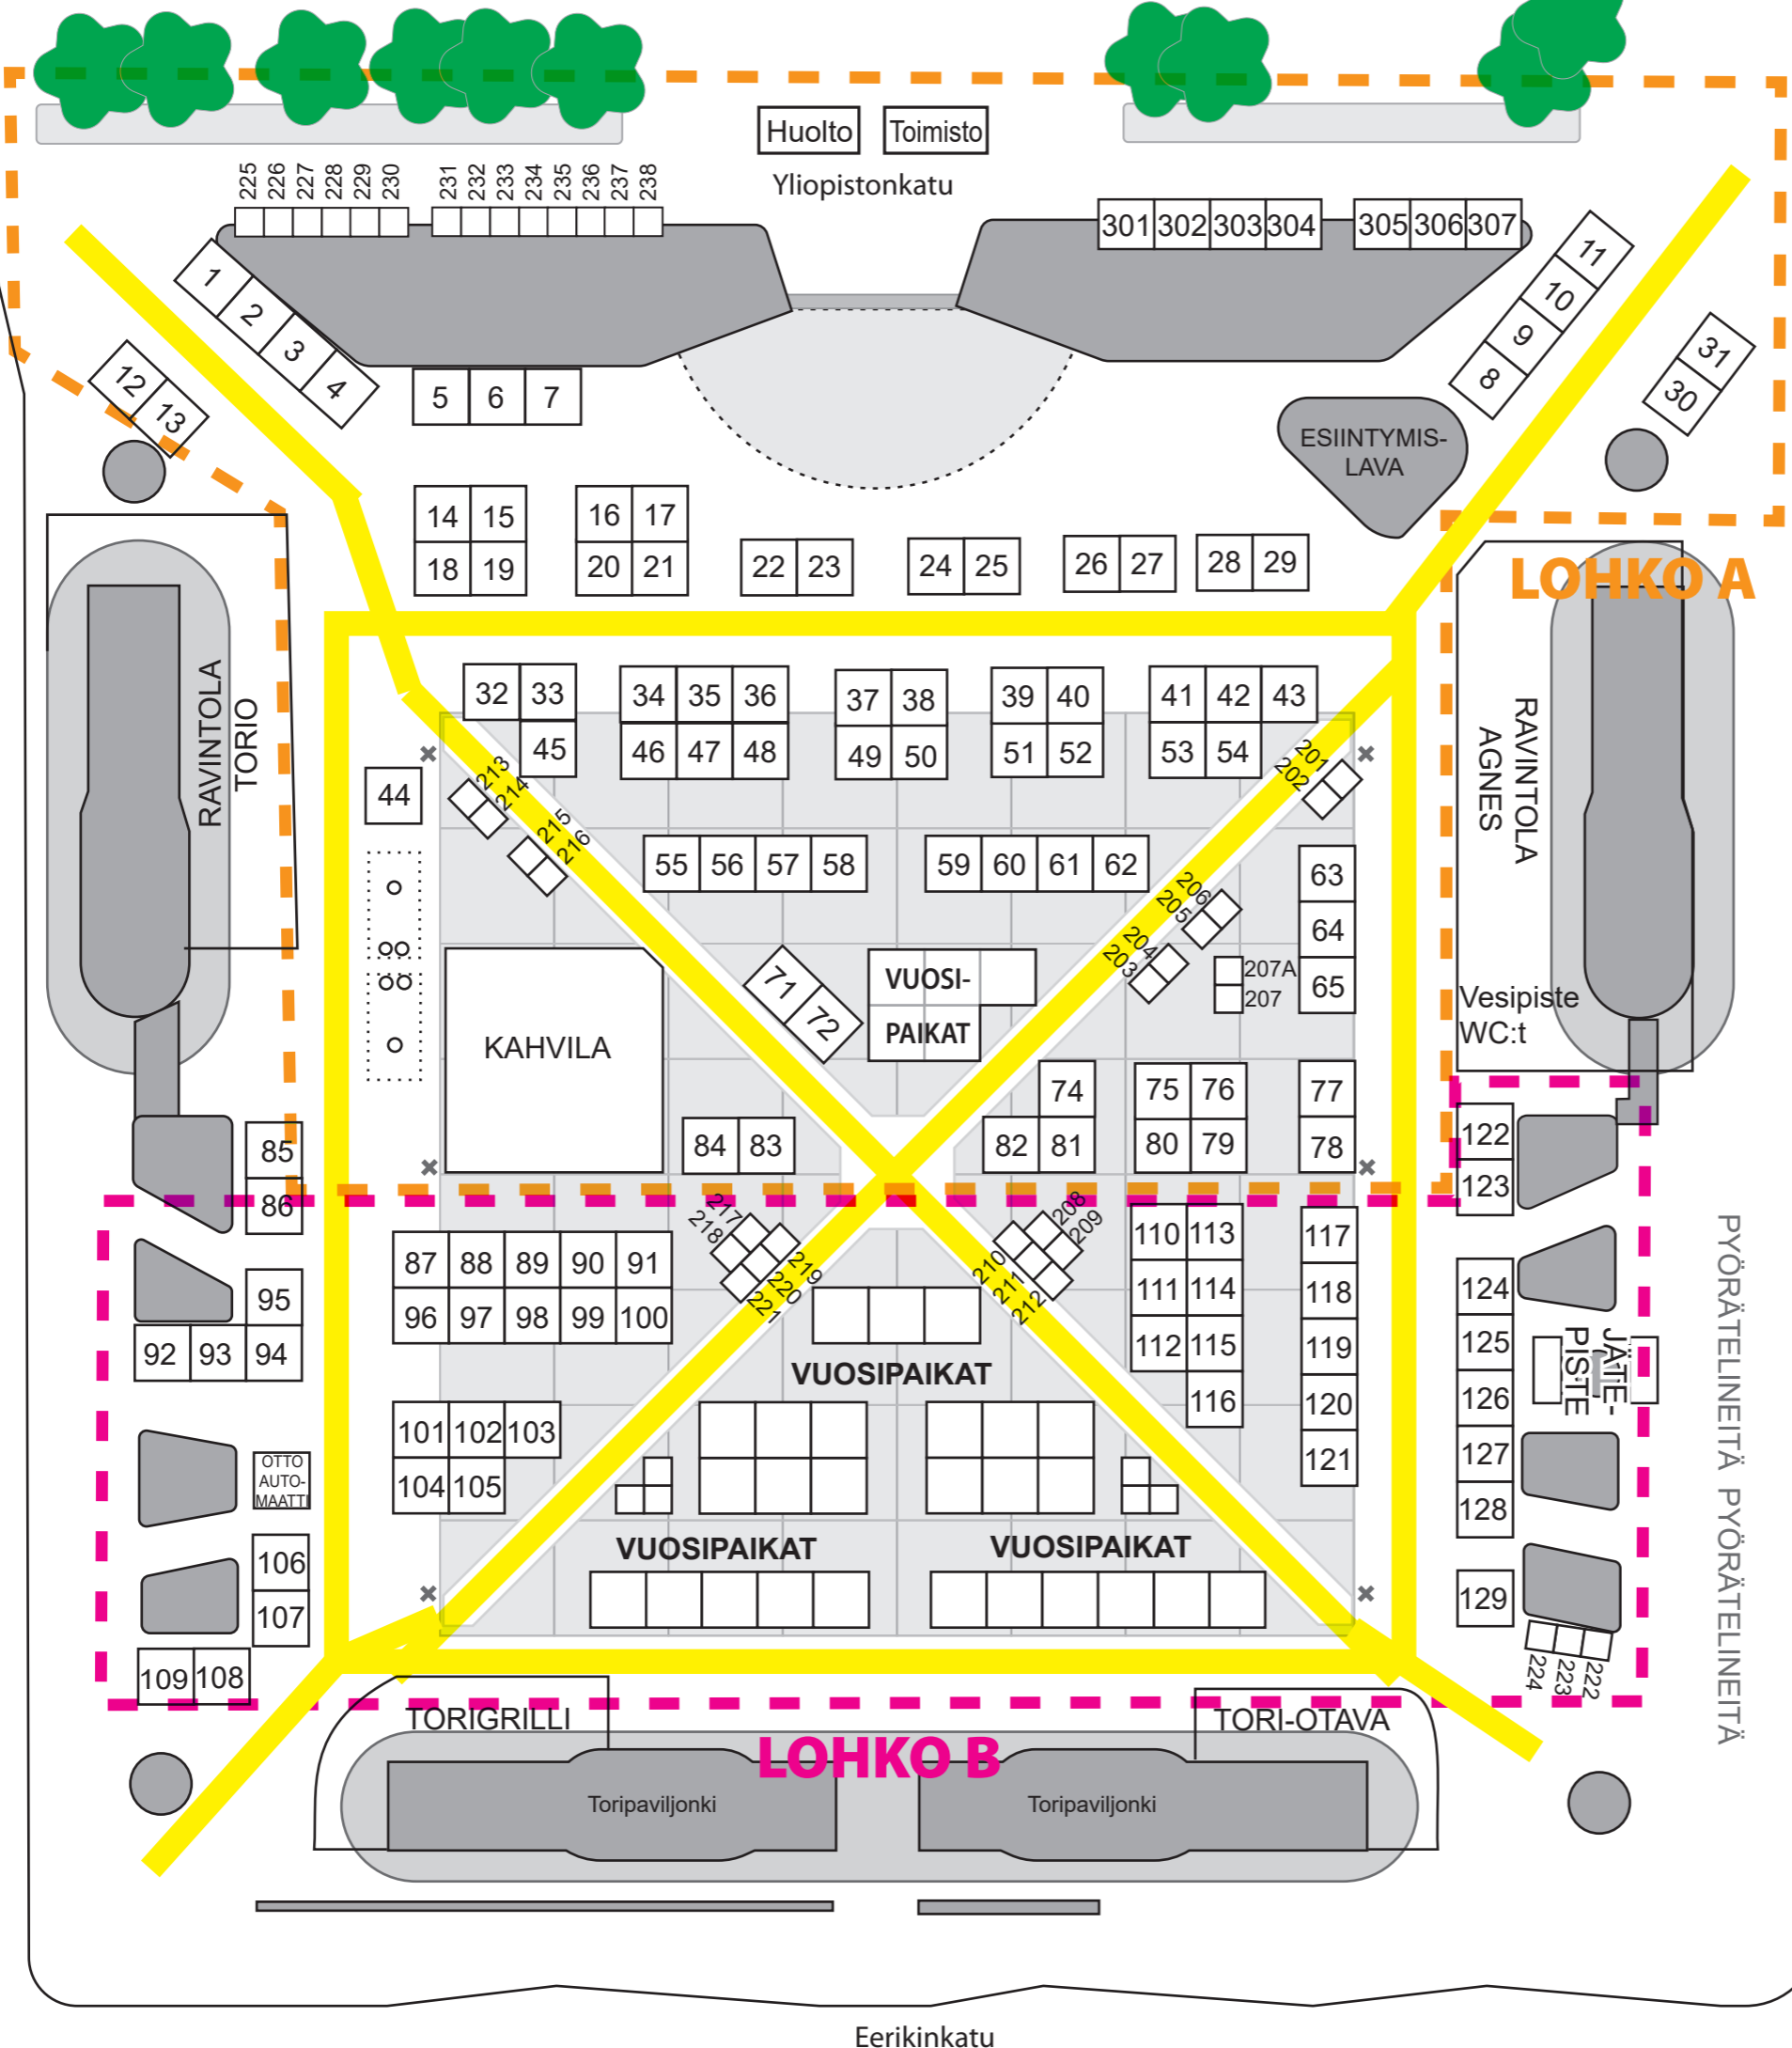 Huolto
Toimisto
Yliopistonkatu
225 226 227 228 229 230
231 232 233 234 235 236 237 238
301 302 303 304
305 306 307
1 2 3 4
5 6 7
11
10
9
8
31
30
12 13
ESIINTYMIS-
LAVA
14 15
18 19
16 17
20 21
22 23
24 25
26 27
28 29
LOHKO A
RAVINTOLA
TORIO
RAVINTOLA
AGNES
32 33
45
34 35 36
46 47 48
37 38
49 50
39 40
51 52
41 42 43
53 54
44
213
214
215
216
201
202
55 56 57 58
59 60 61 62
63
64
65
206
205
204
203
207A
207
71 72
VUOSI-
PAIKAT
KAHVILA
Vesipiste
WC:t
74
82 81
75 76
80 79
77
78
84 83
85
86
122
123
217
218
219
220
221
208
209
210
211
212
87 88 89 90 91
96 97 98 99 100
110 113
111 114
112 115
116
117
118
119
120
121
95
92 93 94
124
125
126
127
128
129
JÄTE-
PISTE
PYÖRÄTELINEITÄ PYÖRÄTELINEITÄ
VUOSIPAIKAT
101 102 103
104 105
OTTO
AUTO-
MAATTI
VUOSIPAIKAT
VUOSIPAIKAT
106
107
109 108
224 223 222
TORIGRILLI
TORI-OTAVA
LOHKO B
Toripaviljonki
Toripaviljonki
Eerikinkatu